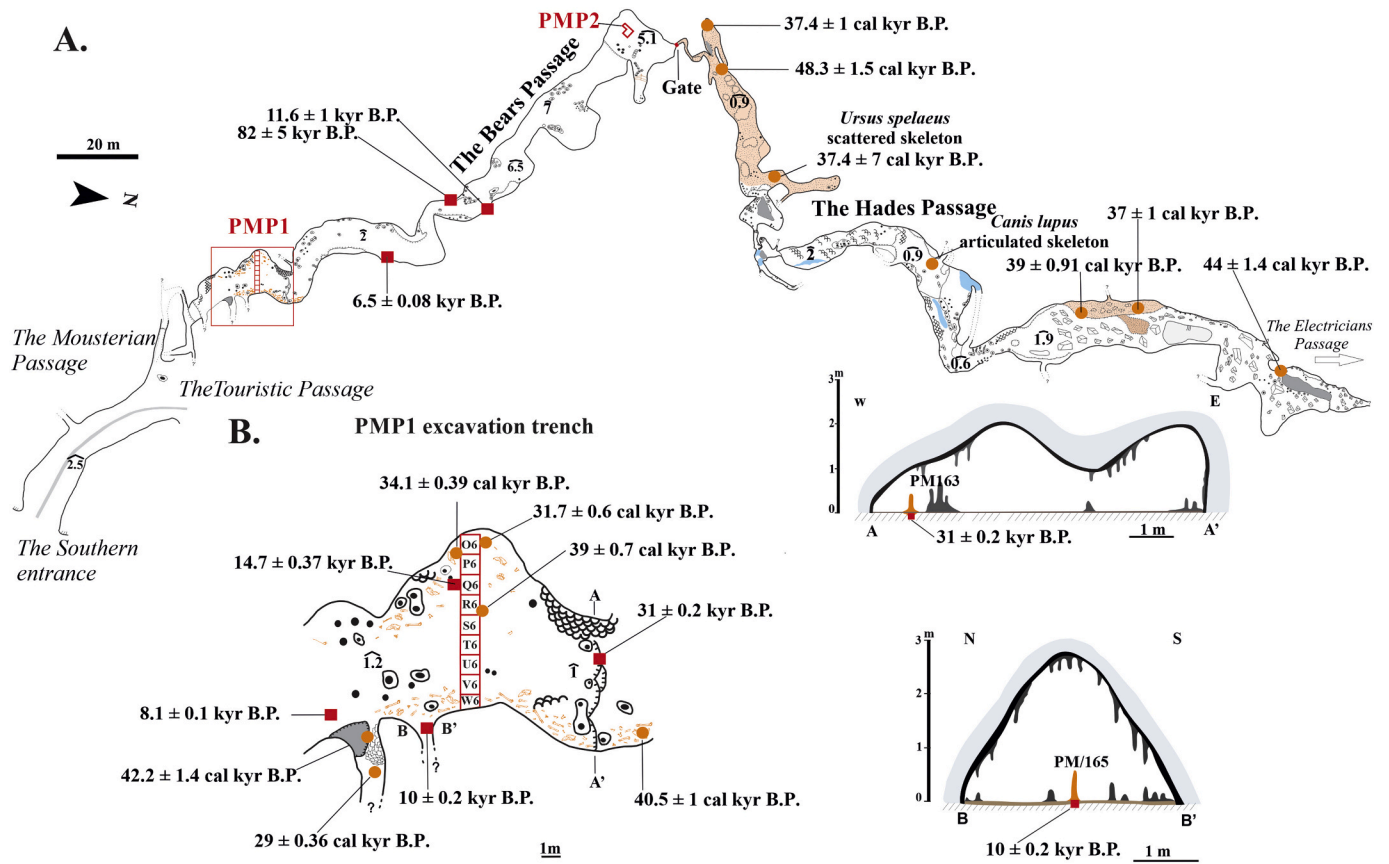 A.
20 m
N
PMP2
5.1
The Bears Passage
7
6.5
11.6 ± 1 kyr B.P.
82 ± 5 kyr B.P.
PMP1
2
6.5 ± 0.08 kyr B.P.
The Mousterian
Passage
TheTouristic Passage
2.5
The Southern
entrance
Gate
37.4 ± 1 cal kyr B.P.
48.3 ± 1.5 cal kyr B.P.
0.9
Ursus spelaeus
scattered skeleton
37.4 ± 7 cal kyr B.P.
The Hades Passage
2
0.9
Canis lupus
articulated skeleton
37 ± 1 cal kyr B.P.
39 ± 0.91 cal kyr B.P.
44 ± 1.4 cal kyr B.P.
0.6
1.9
The Electricians
Passage
B.
PMP1 excavation trench
34.1 ± 0.39 cal kyr B.P.
31.7 ± 0.6 cal kyr B.P.
14.7 ± 0.37 kyr B.P.
39 ± 0.7 cal kyr B.P.
O6
P6
Q6
R6
S6
T6
U6
V6
W6
A
31 ± 0.2 kyr B.P.
1.2
1
8.1 ± 0.1 kyr B.P.
B
B'
42.2 ± 1.4 cal kyr B.P.
?
?
A'
10 ± 0.2 kyr B.P.
40.5 ± 1 cal kyr B.P.
29 ± 0.36 cal kyr B.P.
1m
3
m
2
1
0
W
E
PM163
A
A'
31 ± 0.2 kyr B.P.
1 m
3
m
2
1
0
N
S
PM/165
B
B'
10 ± 0.2 kyr B.P.
1 m